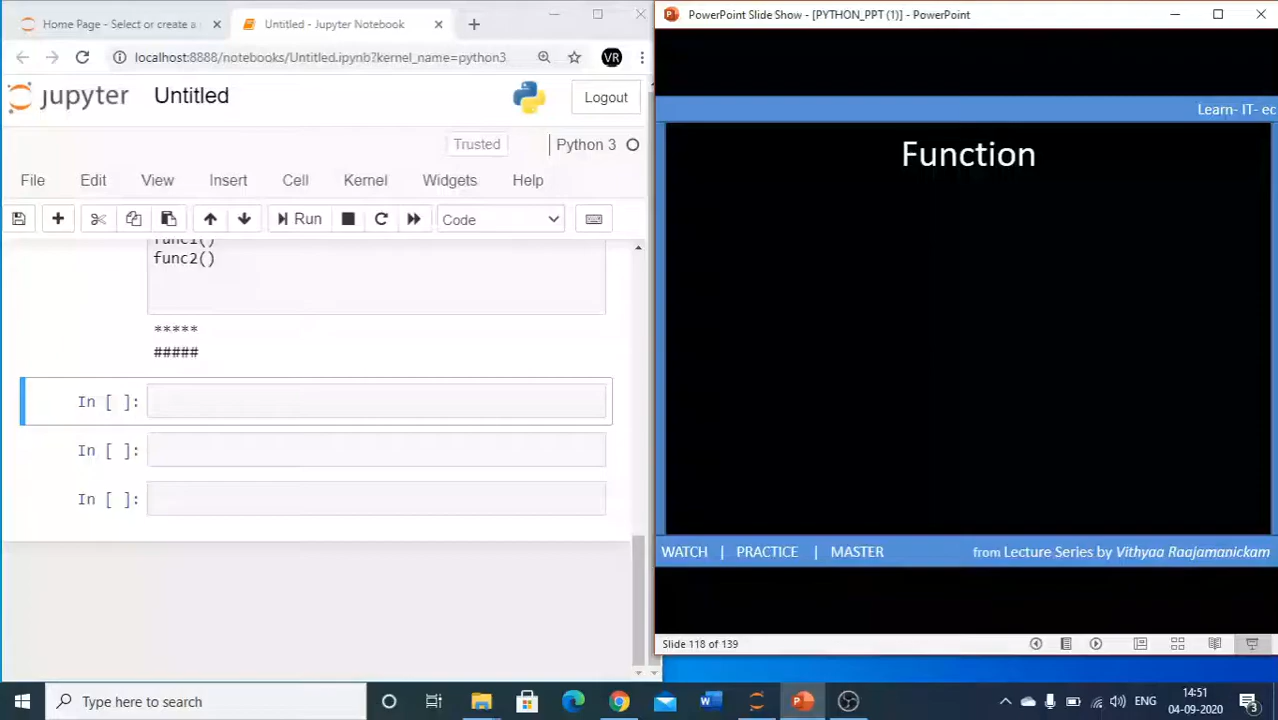 Home Page - Select or create a
Untitled - Jupyter Notebook
localhost:8888/notebooks/Untitled.ipynb?kernel_name=python3
VR
jupyter Untitled
Logout
Trusted
Python 3
File Edit View Insert Cell Kernel Widgets Help
Run
Code
func1()
func2()
*****
#####
In [ ]:
In [ ]:
In [ ]:
PowerPoint Slide Show - [PYTHON_PPT (1)] - PowerPoint
Learn- IT- ec
Function
WATCH | PRACTICE | MASTER from Lecture Series by Vithyaa Raajamanickam
Slide 118 of 139
Type here to search
ENG
14:51
04-09-2020
3